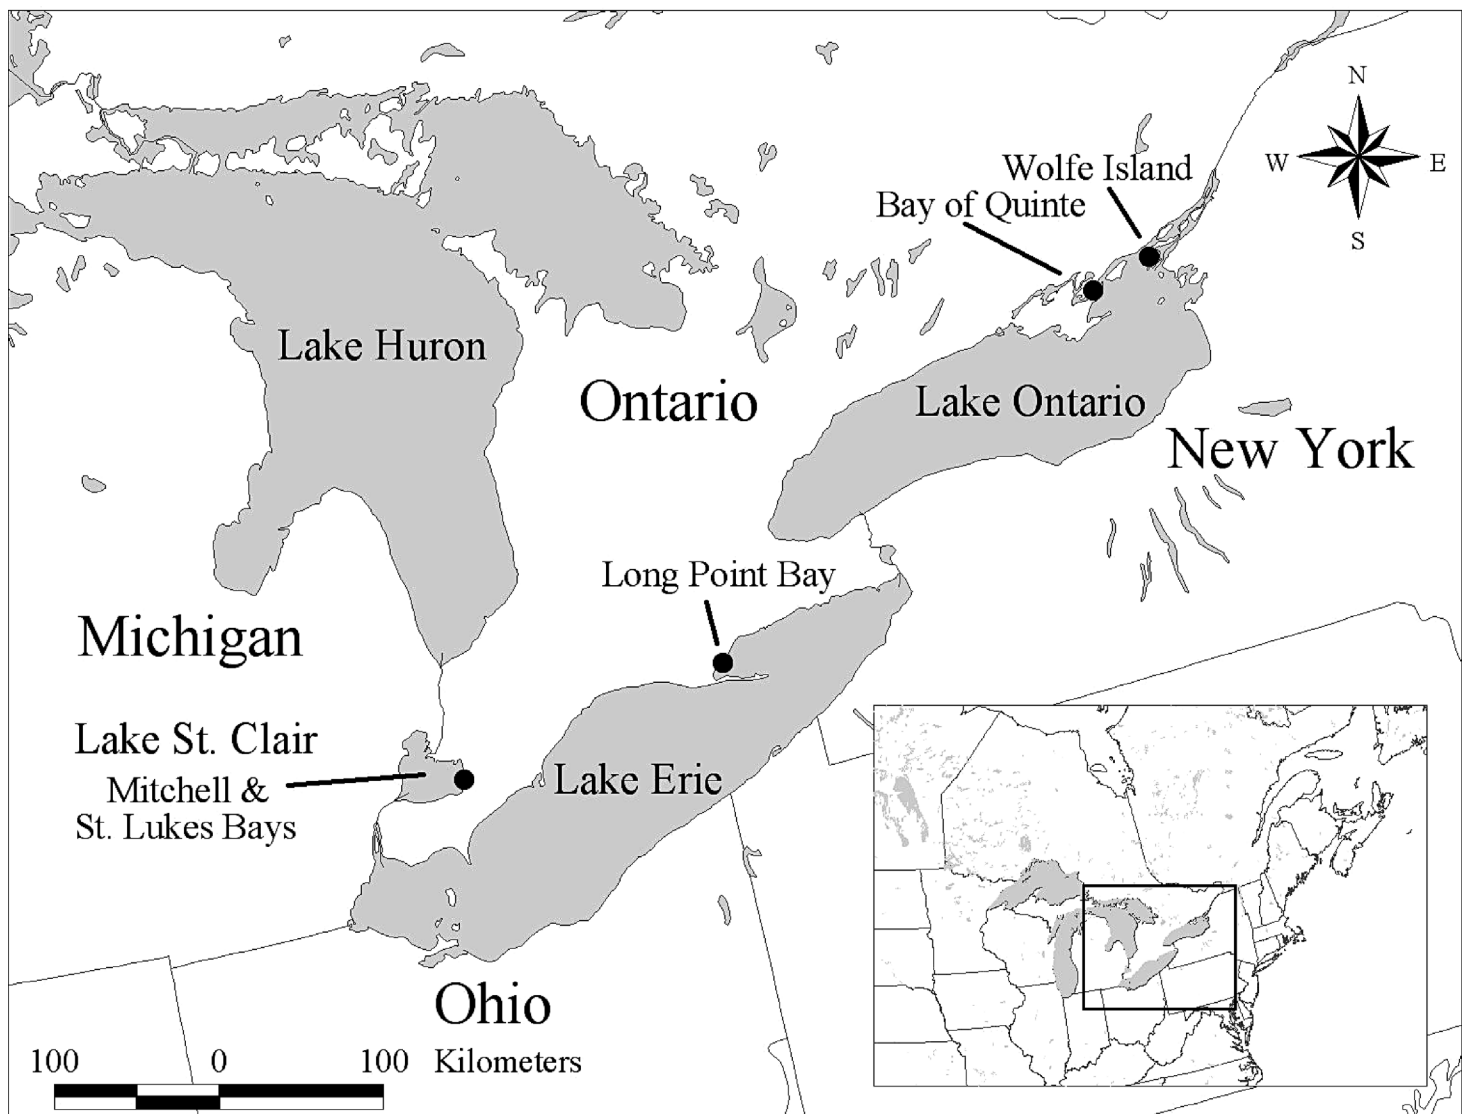 N
W
E
S
Wolfe Island
Bay of Quinte
Lake Huron
Ontario
Lake Ontario
New York
Long Point Bay
Michigan
Lake St. Clair
Mitchell &
St. Lukes Bays
Lake Erie
Ohio
100 0 100 Kilometers